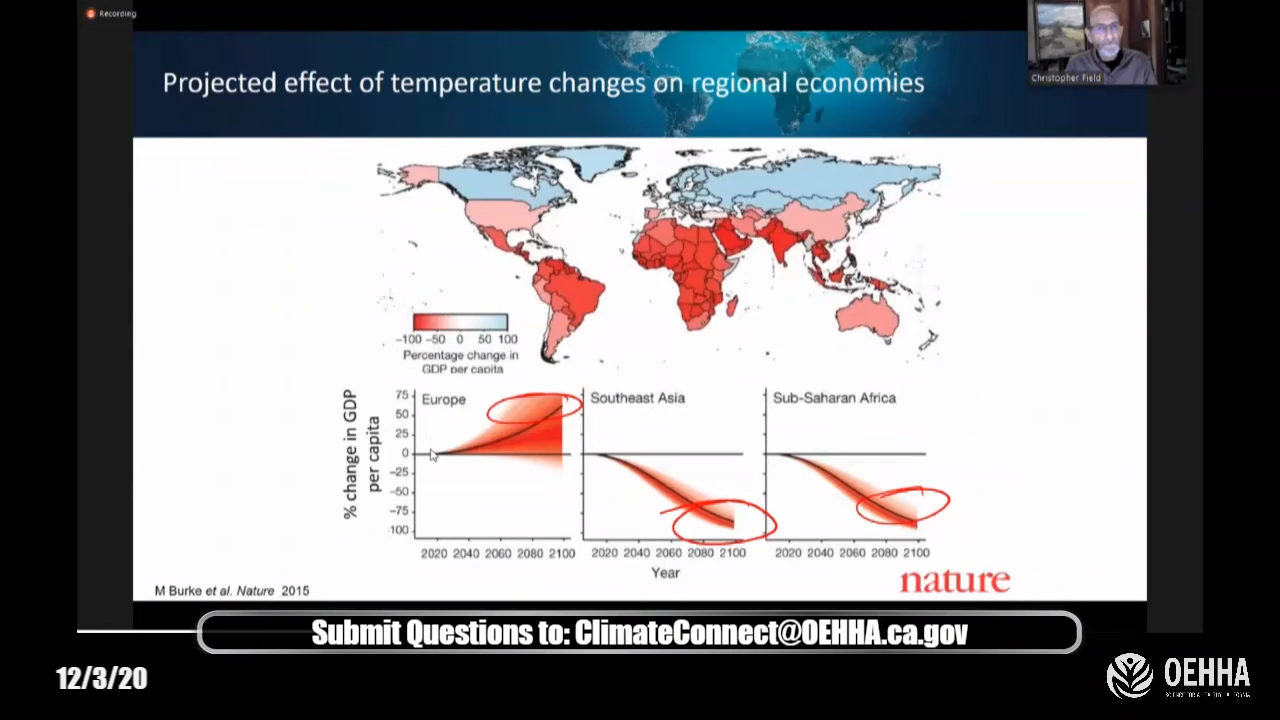 Recording
Christopher Field
Projected effect of temperature changes on regional economies
-100 -50 0 50 100
Percentage change in
GDP per capita
% change in GDP
per capita
75
50
25
0
-25
-50
-75
100
Europe
Southeast Asia
Sub-Saharan Africa
2020 2040 2060 2080 2100
2020 2040 2060 2080 2100
2020 2040 2060 2080 2100
Year
M Burke et al. Nature 2015
nature
Submit Questions to: ClimateConnect@OEHHA.ca.gov
12/3/20
OEHHA